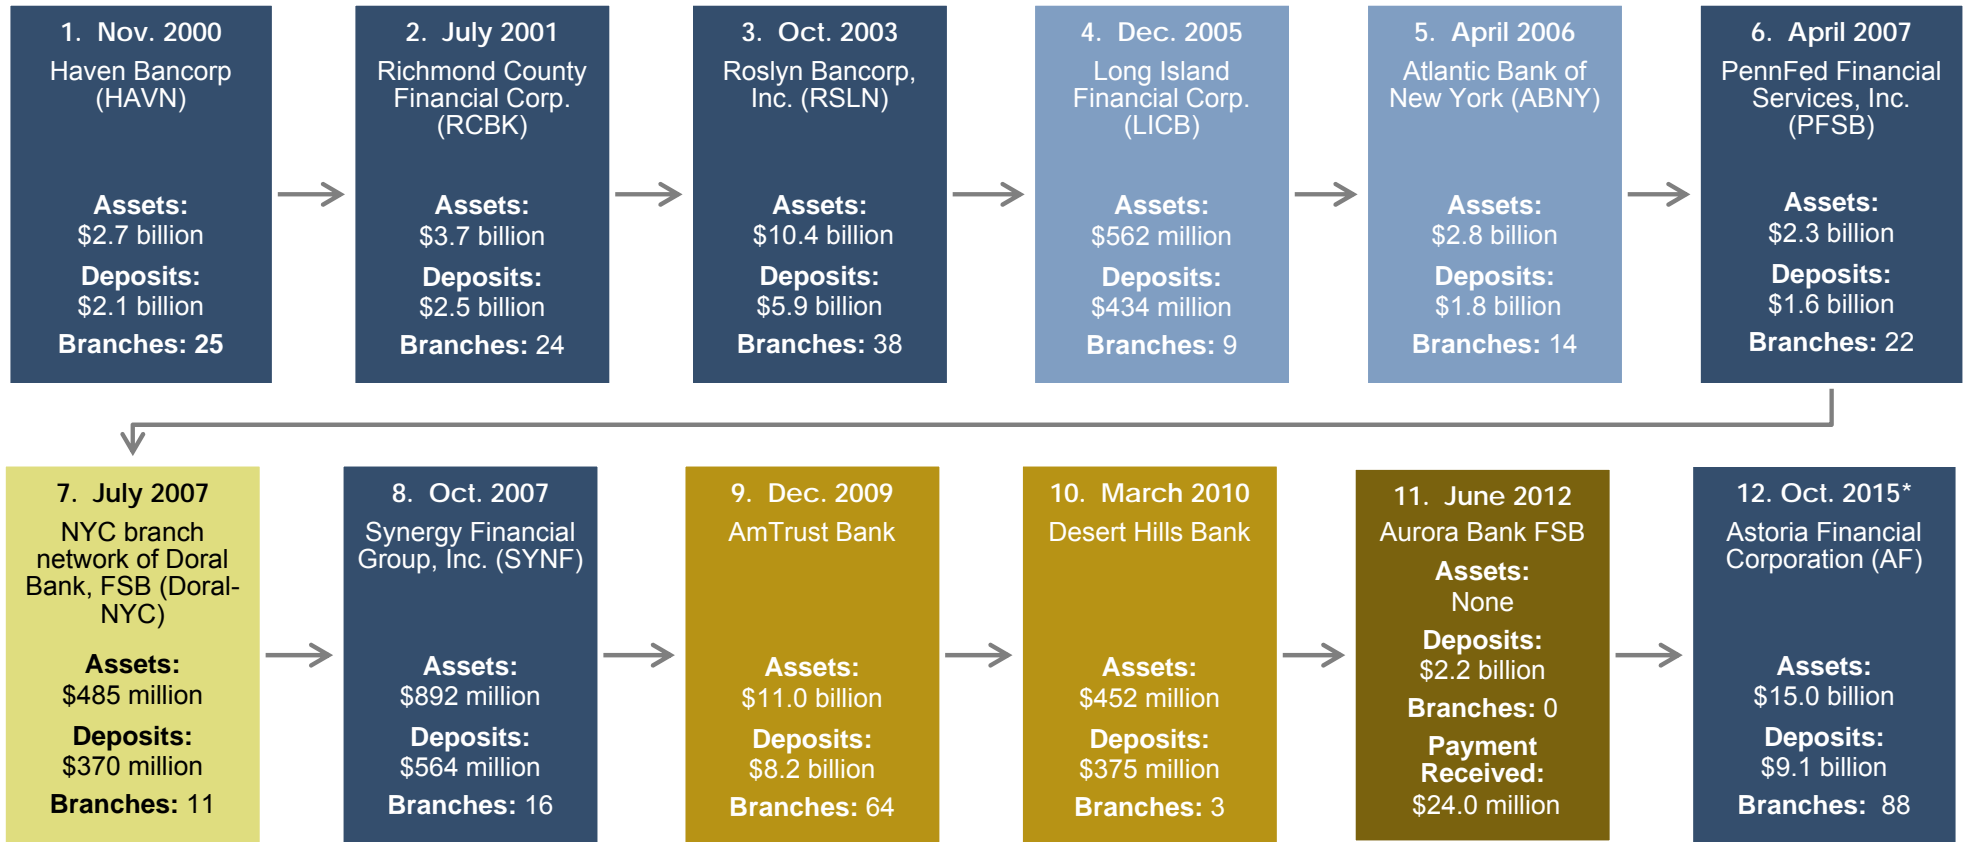 1. Nov. 2000
Haven Bancorp
(HAVN)
Assets:
$2.7 billion
Deposits:
$2.1 billion
Branches: 25
2. July 2001
Richmond County
Financial Corp.
(RCBK)
Assets:
$3.7 billion
Deposits:
$2.5 billion
Branches: 24
3. Oct. 2003
Roslyn Bancorp,
Inc. (RSLN)
Assets:
$10.4 billion
Deposits:
$5.9 billion
Branches: 38
4. Dec. 2005
Long Island
Financial Corp.
(LICB)
Assets:
$562 million
Deposits:
$434 million
Branches: 9
5. April 2006
Atlantic Bank of
New York (ABNY)
Assets:
$2.8 billion
Deposits:
$1.8 billion
Branches: 14
6. April 2007
PennFed Financial
Services, Inc.
(PFSB)
Assets:
$2.3 billion
Deposits:
$1.6 billion
Branches: 22
7. July 2007
NYC branch
network of Doral
Bank, FSB (Doral-
NYC)
Assets:
$485 million
Deposits:
$370 million
Branches: 11
8. Oct. 2007
Synergy Financial
Group, Inc. (SYNF)
Assets:
$892 million
Deposits:
$564 million
Branches: 16
9. Dec. 2009
AmTrust Bank
Assets:
$11.0 billion
Deposits:
$8.2 billion
Branches: 64
10. March 2010
Desert Hills Bank
Assets:
$452 million
Deposits:
$375 million
Branches: 3
11. June 2012
Aurora Bank FSB
Assets:
None
Deposits:
$2.2 billion
Branches: 0
Payment
Received:
$24.0 million
12. Oct. 2015*
Astoria Financial
Corporation (AF)
Assets:
$15.0 billion
Deposits:
$9.1 billion
Branches: 88